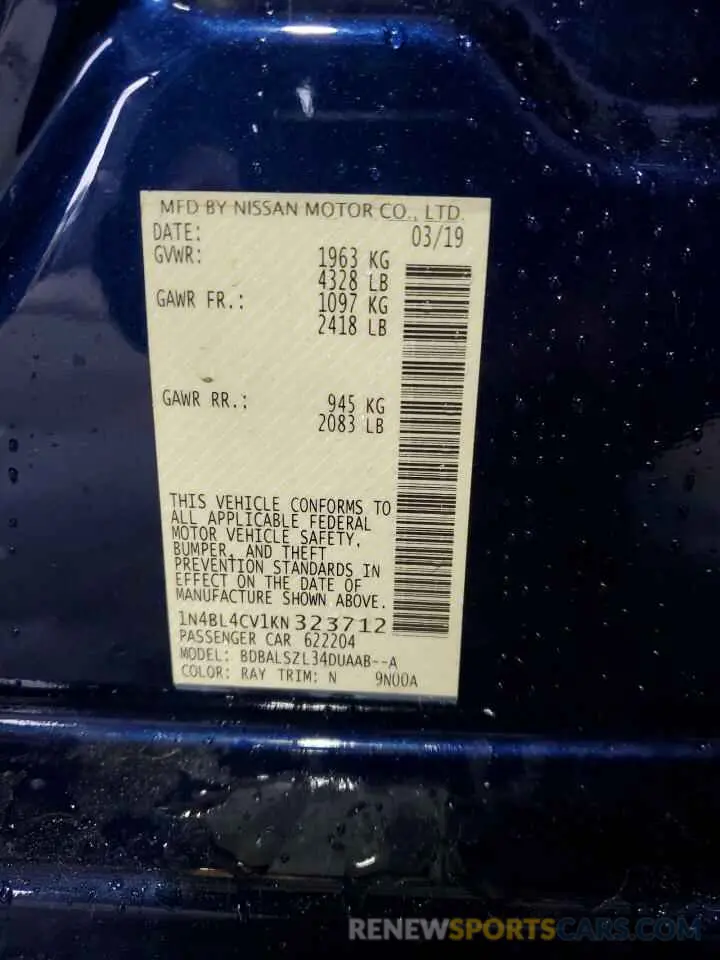 MFD BY NISSAN MOTOR CO., LTD.
DATE: 03/19
GVWR: 1963 KG
4328 LB
GAWR FR.: 1097 KG
2418 LB
GAWR RR.: 945 KG
2083 LB
THIS VEHICLE CONFORMS TO
ALL APPLICABLE FEDERAL
MOTOR VEHICLE SAFETY,
BUMPER, AND THEFT
PREVENTION STANDARDS IN
EFFECT ON THE DATE OF
MANUFACTURE SHOWN ABOVE.
1N4BL4CV1KN323712
PASSENGER CAR 622204
MODEL: BDBALSZL34DUAAB--A
COLOR: RAY TRIM: N 9N00A
RENEWSPORTSCARS.COM